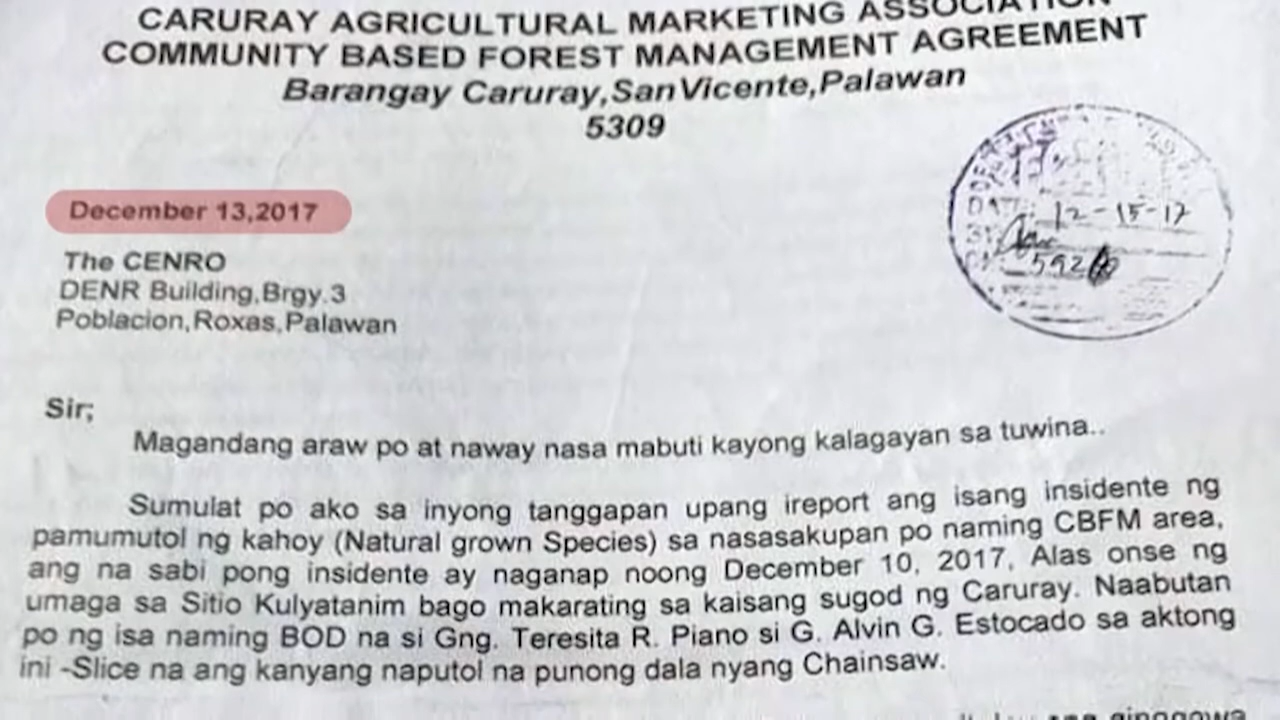 CARURAY AGRICULTURAL MARKETING ASSOCIATION
COMMUNITY BASED FOREST MANAGEMENT AGREEMENT
Barangay Caruray,San Vicente,Palawan
5309
December 13,2017
12-15-17
The CENRO
DENR Building,Brgy.3
Poblacion,Roxas,Palawan
Sir;
Magandang araw po at naway nasa mabuti kayong kalagayan sa tuwina..
Sumulat po ako sa inyong tanggapan upang ireport ang isang insidente ng
pamumutol ng kahoy (Natural grown Species) sa nasasakupan po naming CBFM area,
ang na sabi pong insidente ay naganap noong December 10, 2017, Alas onse ng
umaga sa Sitio Kulyatanim bago makarating sa kaisang sugod ng Caruray. Naabutan
po ng isa naming BOD na si Gng. Teresita R. Piano si G. Alvin G. Estocado sa aktong
ini -Slice na ang kanyang naputol na punong dala nyang Chainsaw.